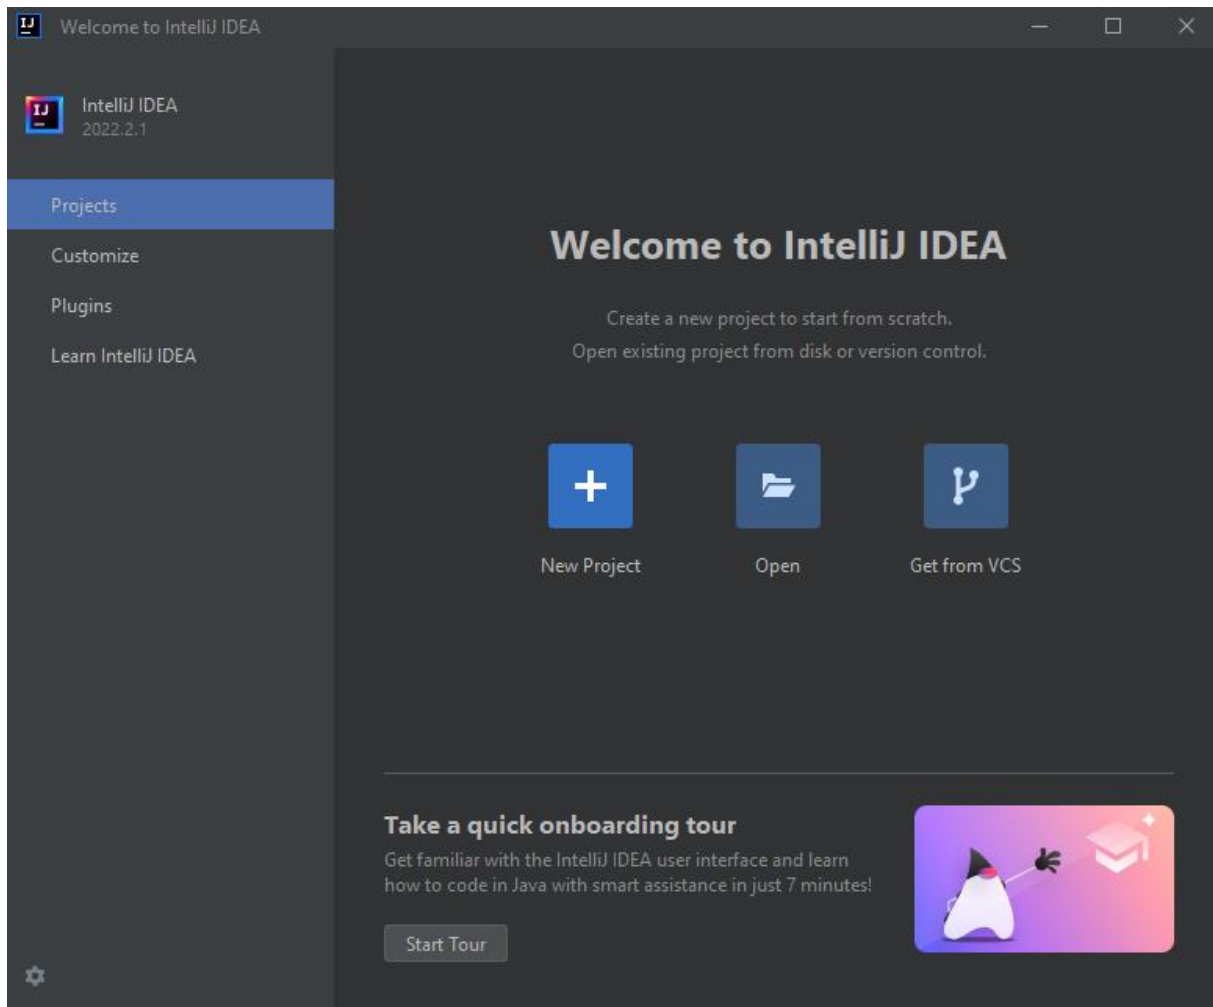 IJ
Welcome to IntelliJ IDEA
IJ
IntelliJ IDEA
2022.2.1
Projects
Customize
Plugins
Learn IntelliJ IDEA
Welcome to IntelliJ IDEA
Create a new project to start from scratch.
Open existing project from disk or version control.
New Project
Open
Get from VCS
Take a quick onboarding tour
Get familiar with the IntelliJ IDEA user interface and learn
how to code in Java with smart assistance in just 7 minutes!
Start Tour